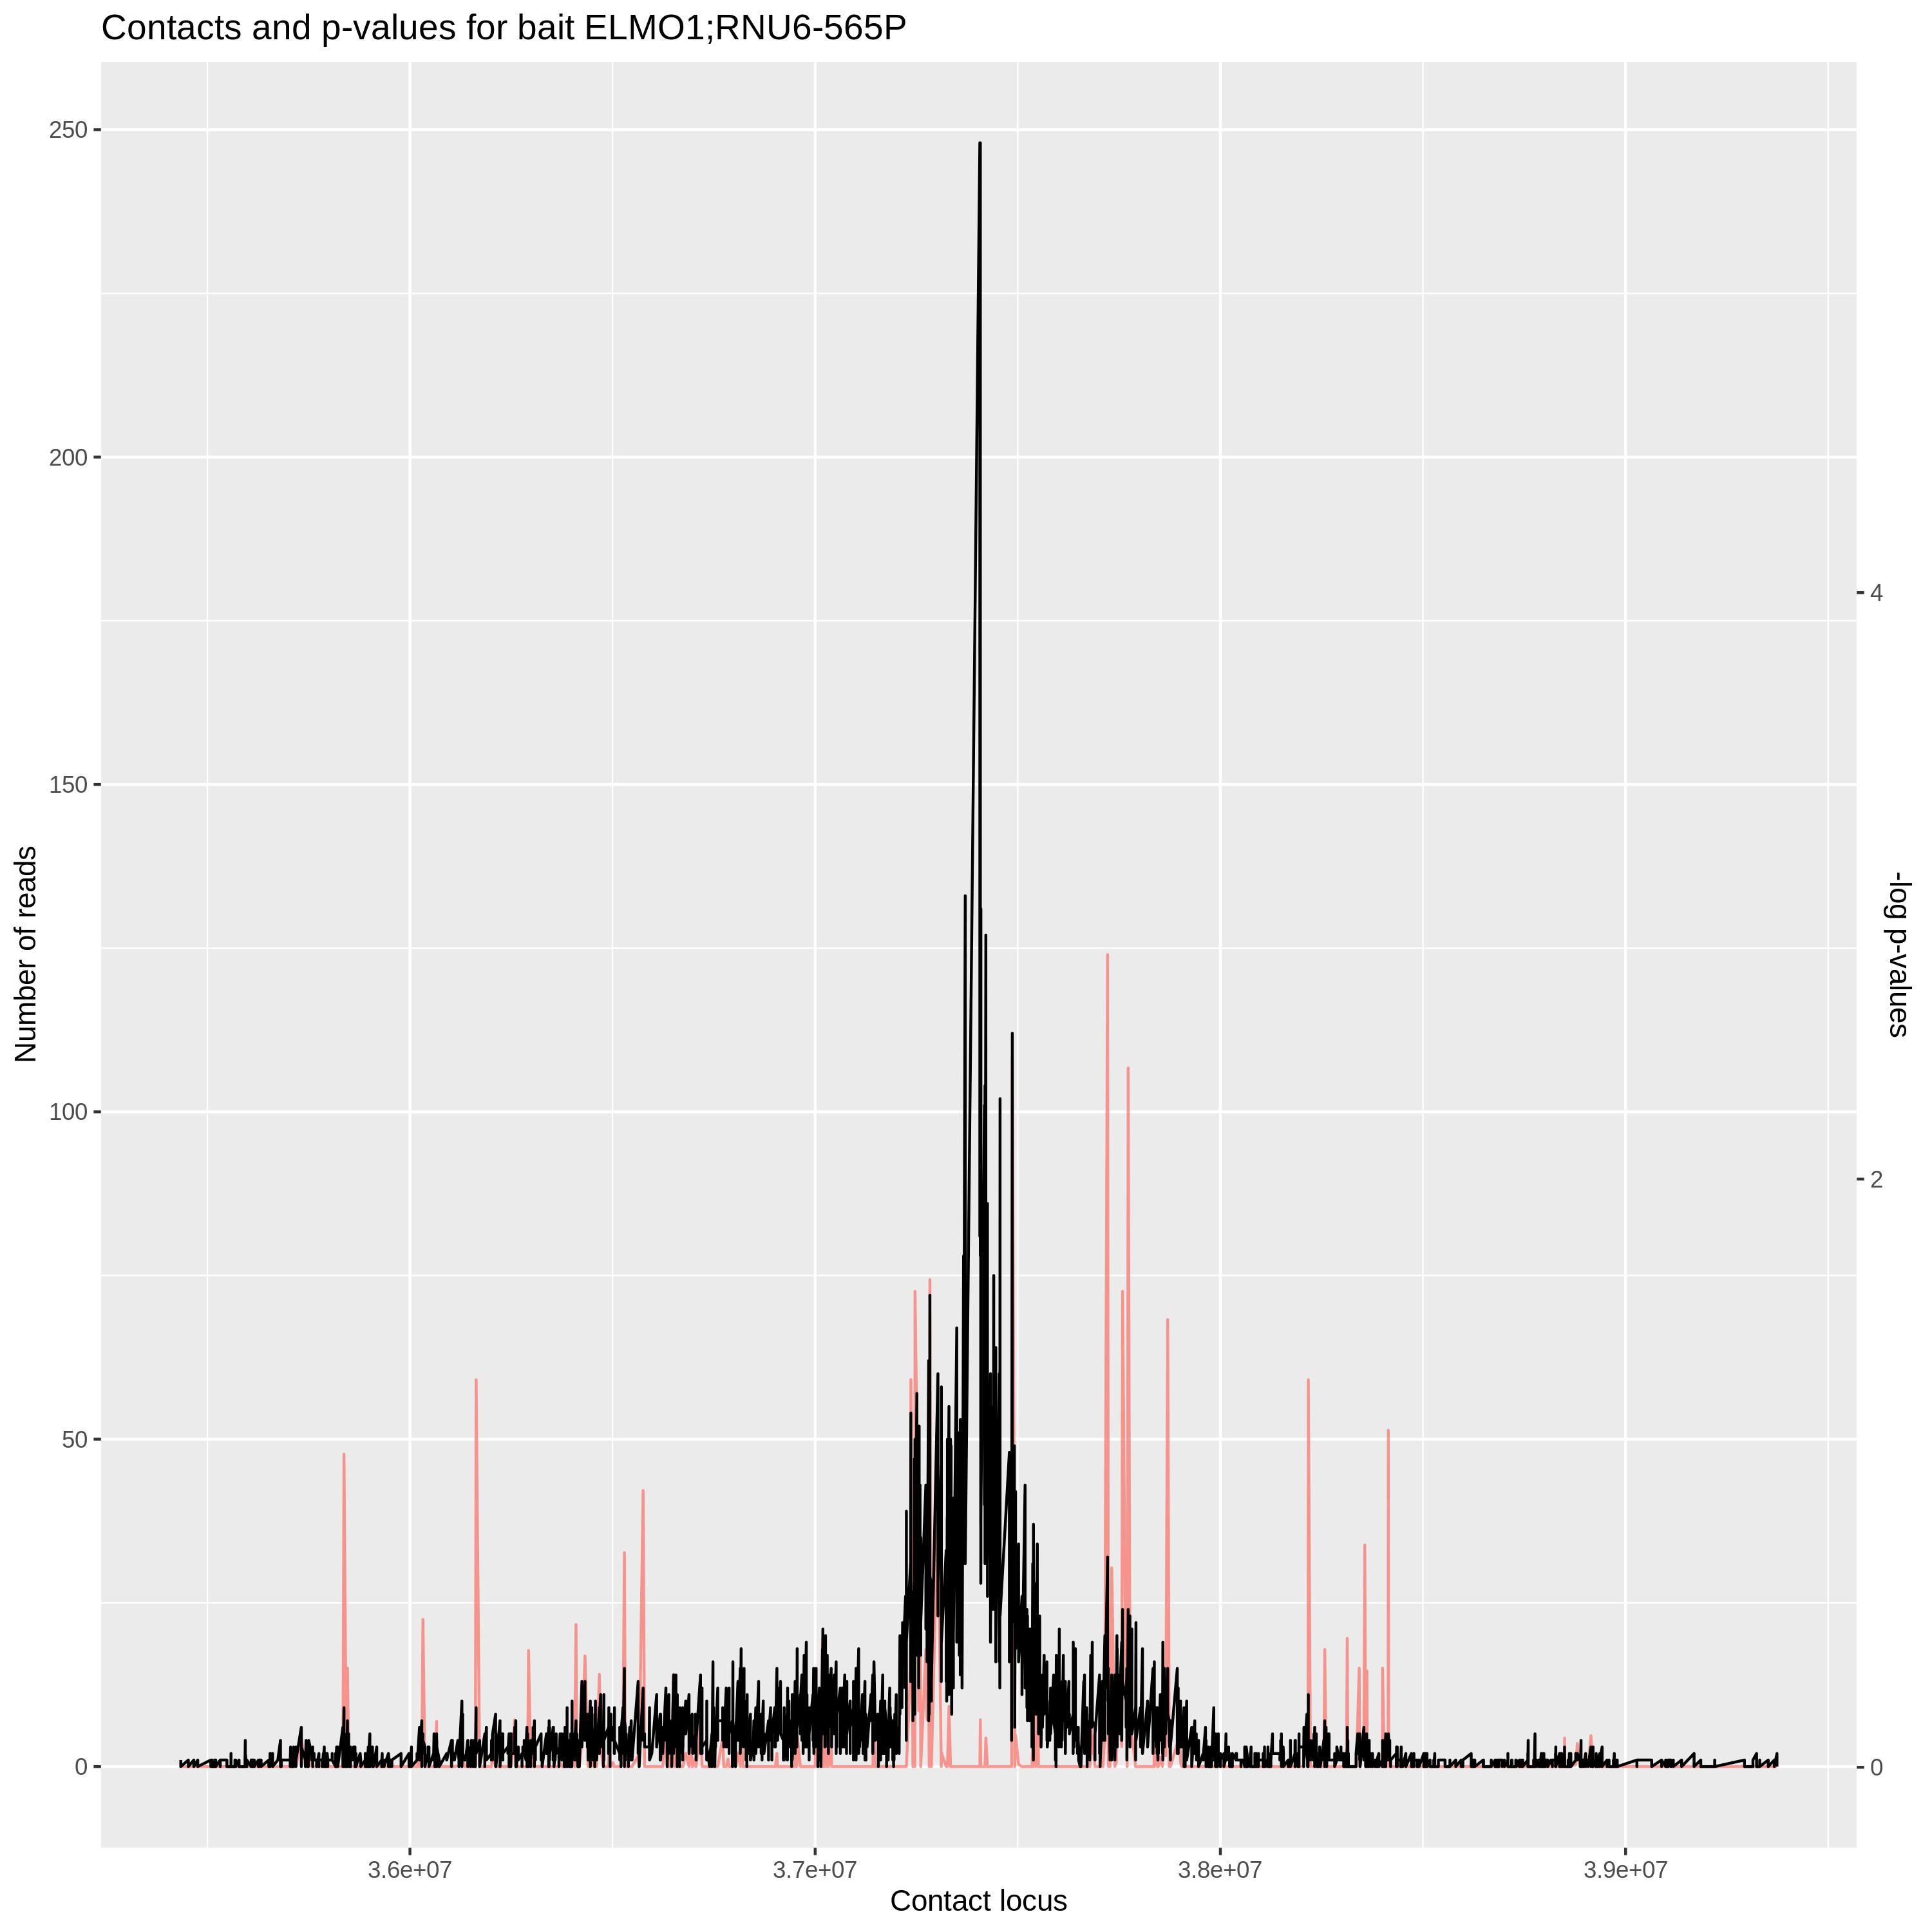 Contacts and p-values for bait ELMO1;RNU6-565P
250
200
150
100
50
0
Number of reads
4
2
0
-log p-values
3.6e+07
3.7e+07
3.8e+07
3.9e+07
Contact locus